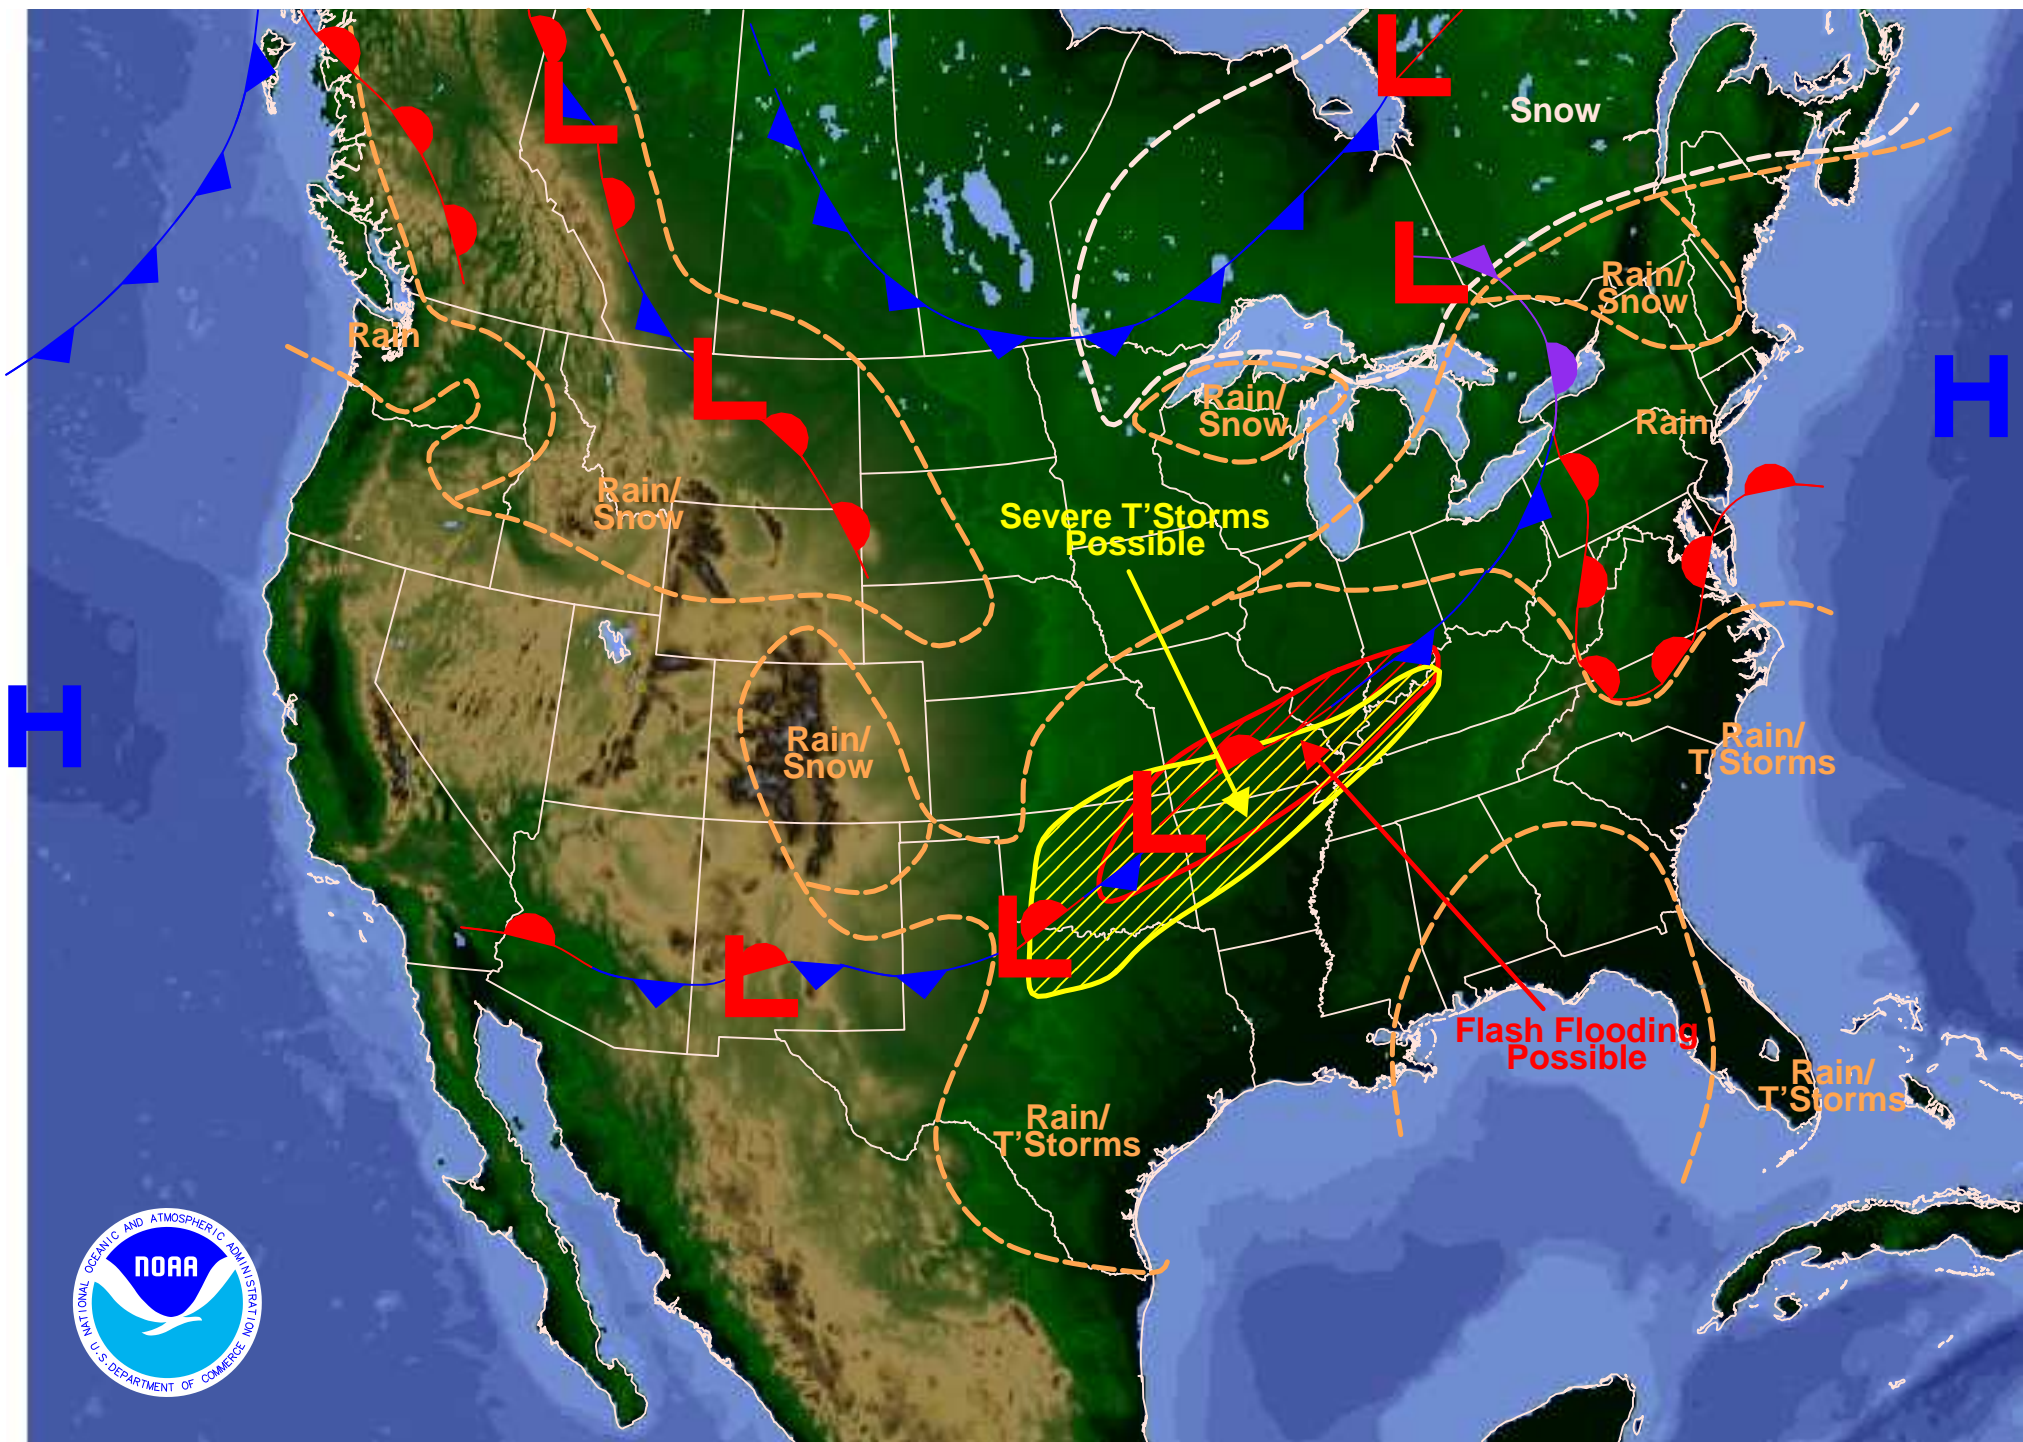 Snow
L
L
L
Rain/
Snow
Rain
H
L
Rain/
Snow
Rain
Rain/
Snow
Severe T'Storms
Possible
H
Rain/
Snow
Rain/
T'Storms
L
L
L
Flash Flooding
Possible
Rain/
T'Storms
Rain/
T'Storms
NATIONAL OCEANIC AND ATMOSPHERIC ADMINISTRATION
NOAA
U.S. DEPARTMENT OF COMMERCE